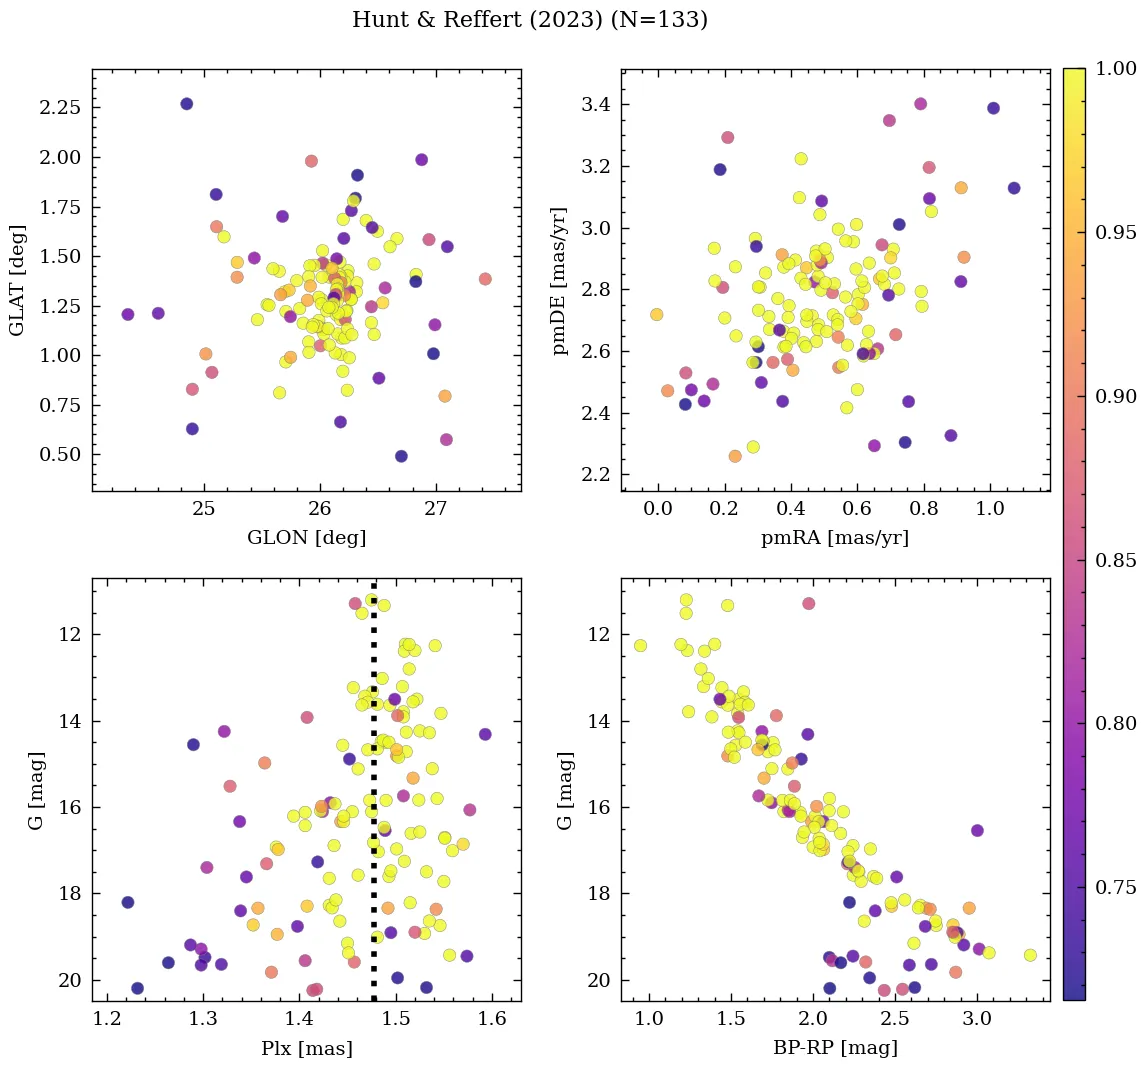 Hunt & Reffert (2023) (N=133)
2.25
2.00
1.75
1.50
1.25
1.00
0.75
0.50
GLAT [deg]
25 26 27
GLON [deg]
3.4
3.2
3.0
2.8
2.6
2.4
2.2
pmDE [mas/yr]
0.0 0.2 0.4 0.6 0.8 1.0
pmRA [mas/yr]
12
14
16
18
20
G [mag]
1.2 1.3 1.4 1.5 1.6
Plx [mas]
12
14
16
18
20
G [mag]
1.0 1.5 2.0 2.5 3.0
BP-RP [mag]
1.00
0.95
0.90
0.85
0.80
0.75